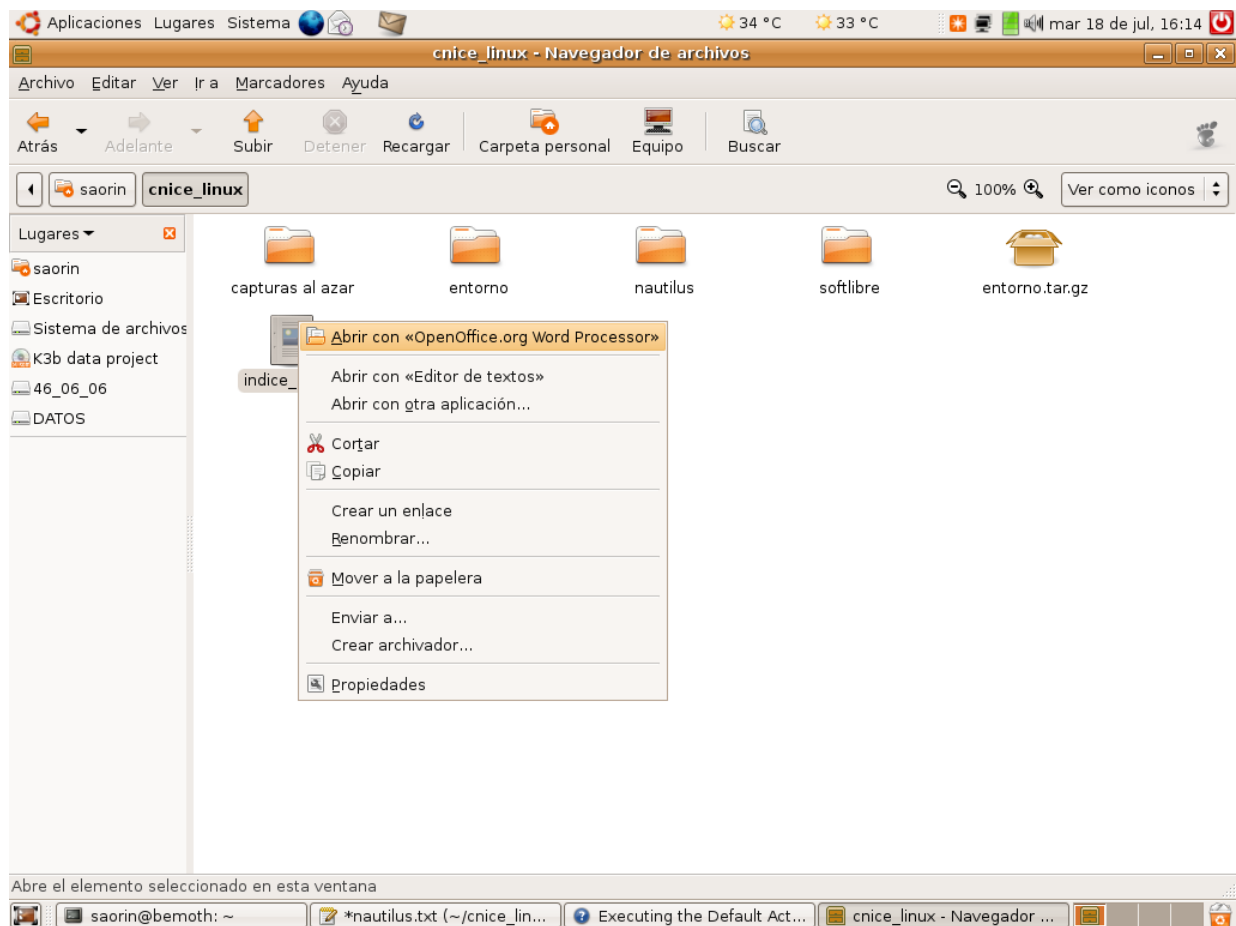 Aplicaciones Lugares Sistema 34 °C 33 °C mar 18 de jul, 16:14
cnice_linux - Navegador de archivos
Archivo Editar Ver Ir a Marcadores Ayuda
Atrás Adelante Subir Detener Recargar Carpeta personal Equipo Buscar
saorin cnice_linux 100% Ver como iconos
Lugares
saorin
Escritorio
Sistema de archivos
K3b data project
46_06_06
DATOS
capturas al azar entorno nautilus softlibre entorno.tar.gz
indice_
Abrir con «OpenOffice.org Word Processor»
Abrir con «Editor de textos»
Abrir con otra aplicación...
Cortar
Copiar
Crear un enlace
Renombrar...
Mover a la papelera
Enviar a...
Crear archivador...
Propiedades
Abre el elemento seleccionado en esta ventana
saorin@bemoth: ~ *nautilus.txt (~/cnice_lin... Executing the Default Act... cnice_linux - Navegador ...